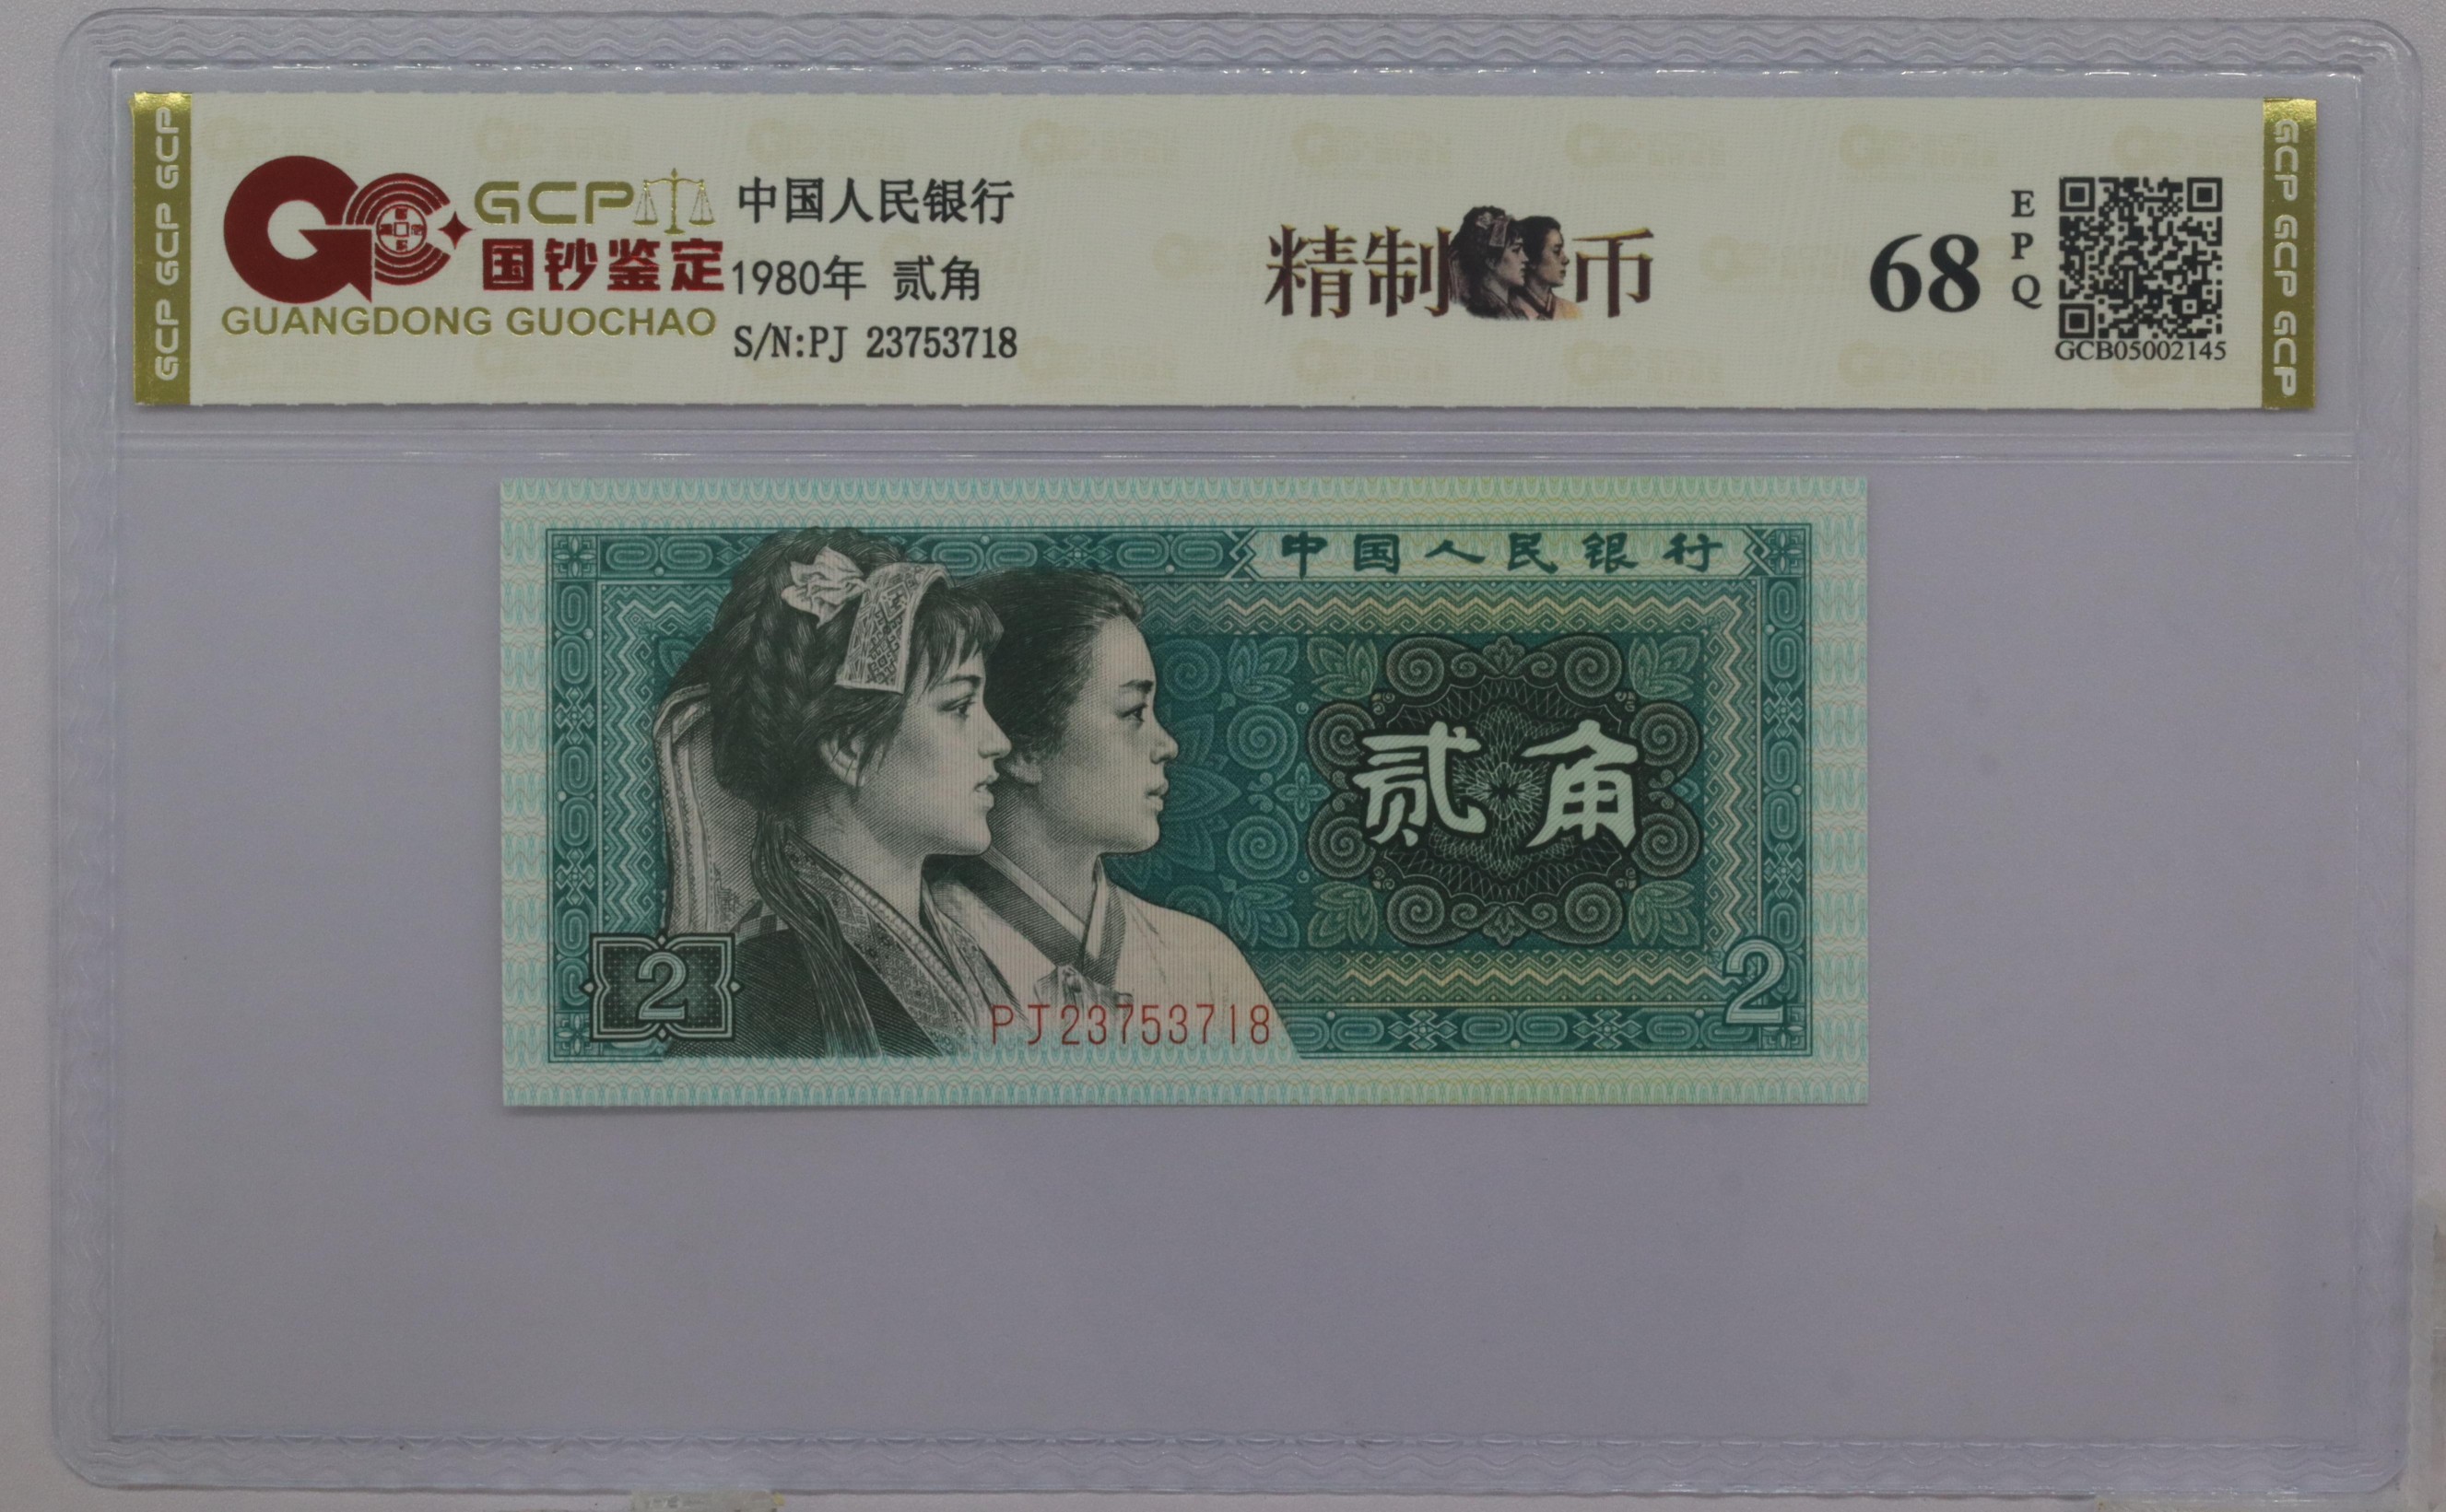 GCP GCP GCP
GCP
国钞鉴定
GUANGDONG GUOCHAO
中国人民银行
1980年 贰角
S/N:PJ 23753718
精制币
68
EPQ
GCB05002145
GCP GCP GCP
中国人民银行
贰角
2
2
PJ23753718